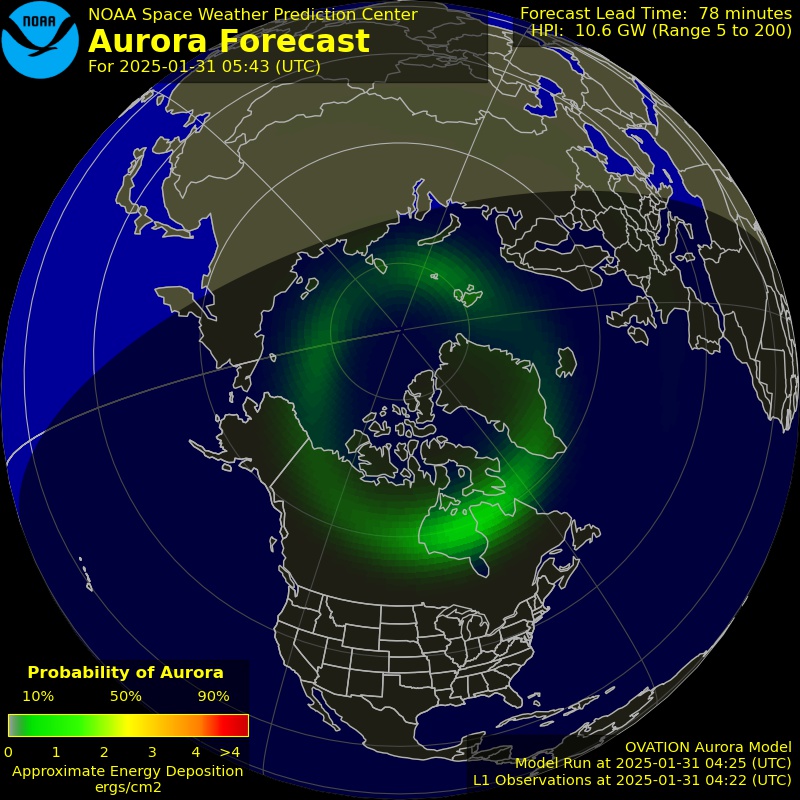 NOAA
NOAA Space Weather Prediction Center
Aurora Forecast
For 2025-01-31 05:43 (UTC)
Forecast Lead Time: 78 minutes
HPI: 10.6 GW (Range 5 to 200)
Probability of Aurora
10% 50% 90%
0 1 2 3 4 >4
Approximate Energy Deposition
ergs/cm2
OVATION Aurora Model
Model Run at 2025-01-31 04:25 (UTC)
L1 Observations at 2025-01-31 04:22 (UTC)